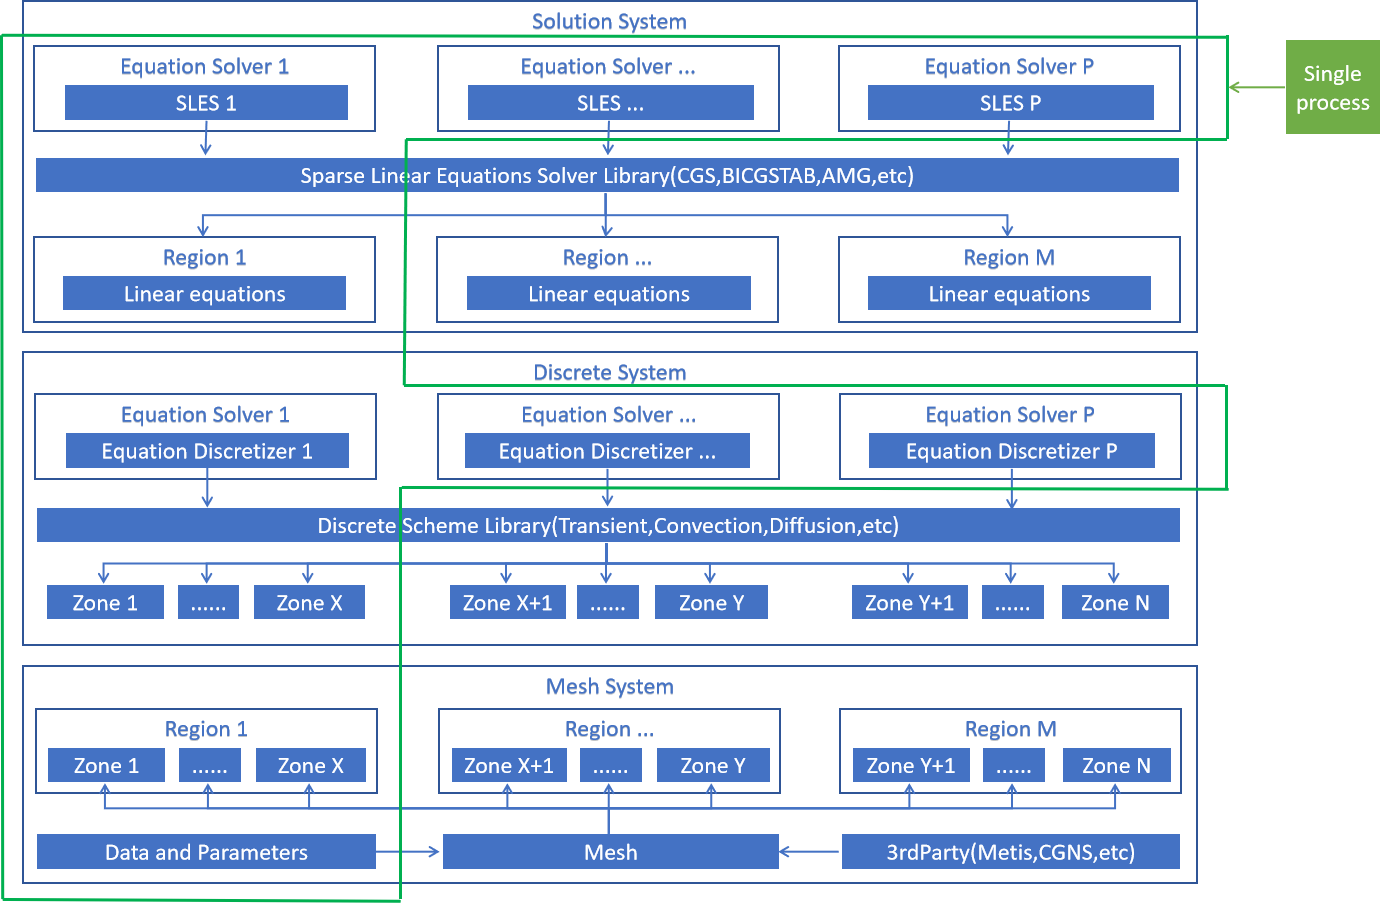 Solution System
Equation Solver 1
Equation Solver ...
Equation Solver P
SLES 1
SLES ...
SLES P
Single
process
Sparse Linear Equations Solver Library(CGS,BICGSTAB,AMG,etc)
Region 1
Region ...
Region M
Linear equations
Linear equations
Linear equations
Discrete System
Equation Solver 1
Equation Solver ...
Equation Solver P
Equation Discretizer 1
Equation Discretizer ...
Equation Discretizer P
Discrete Scheme Library(Transient,Convection,Diffusion,etc)
Zone 1
......
Zone X
Zone X+1
......
Zone Y
Zone Y+1
......
Zone N
Mesh System
Region 1
Region ...
Region M
Zone 1
......
Zone X
Zone X+1
......
Zone Y
Zone Y+1
......
Zone N
Data and Parameters
Mesh
3rdParty(Metis,CGNS,etc)